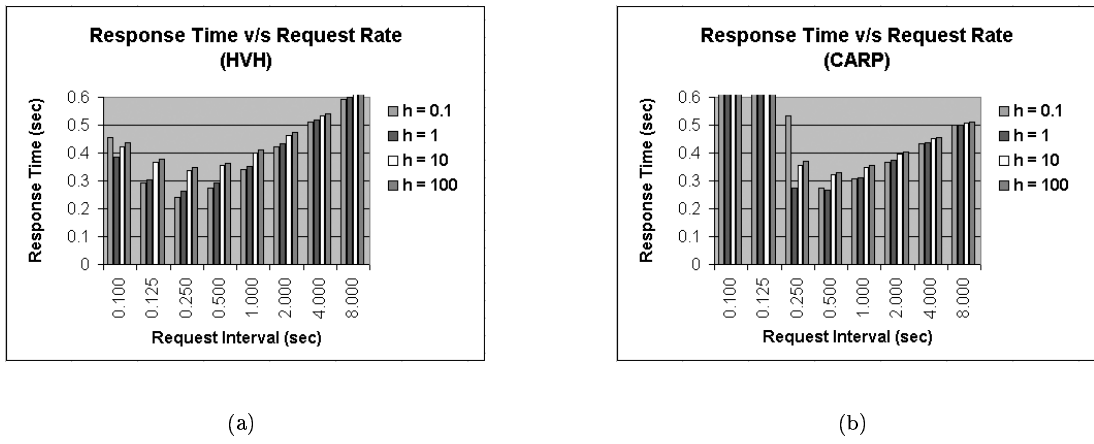 Response Time v/s Request Rate
(HVH)
Response Time (sec)
0.6
0.5
0.4
0.3
0.2
0.1
0
0.100
0.125
0.250
0.500
1.000
2.000
4.000
8.000
Request Interval (sec)
h = 0.1
h = 1
h = 10
h = 100
(a)
Response Time v/s Request Rate
(CARP)
Response Time (sec)
0.6
0.5
0.4
0.3
0.2
0.1
0
0.100
0.125
0.250
0.500
1.000
2.000
4.000
8.000
Request Interval (sec)
h = 0.1
h = 1
h = 10
h = 100
(b)